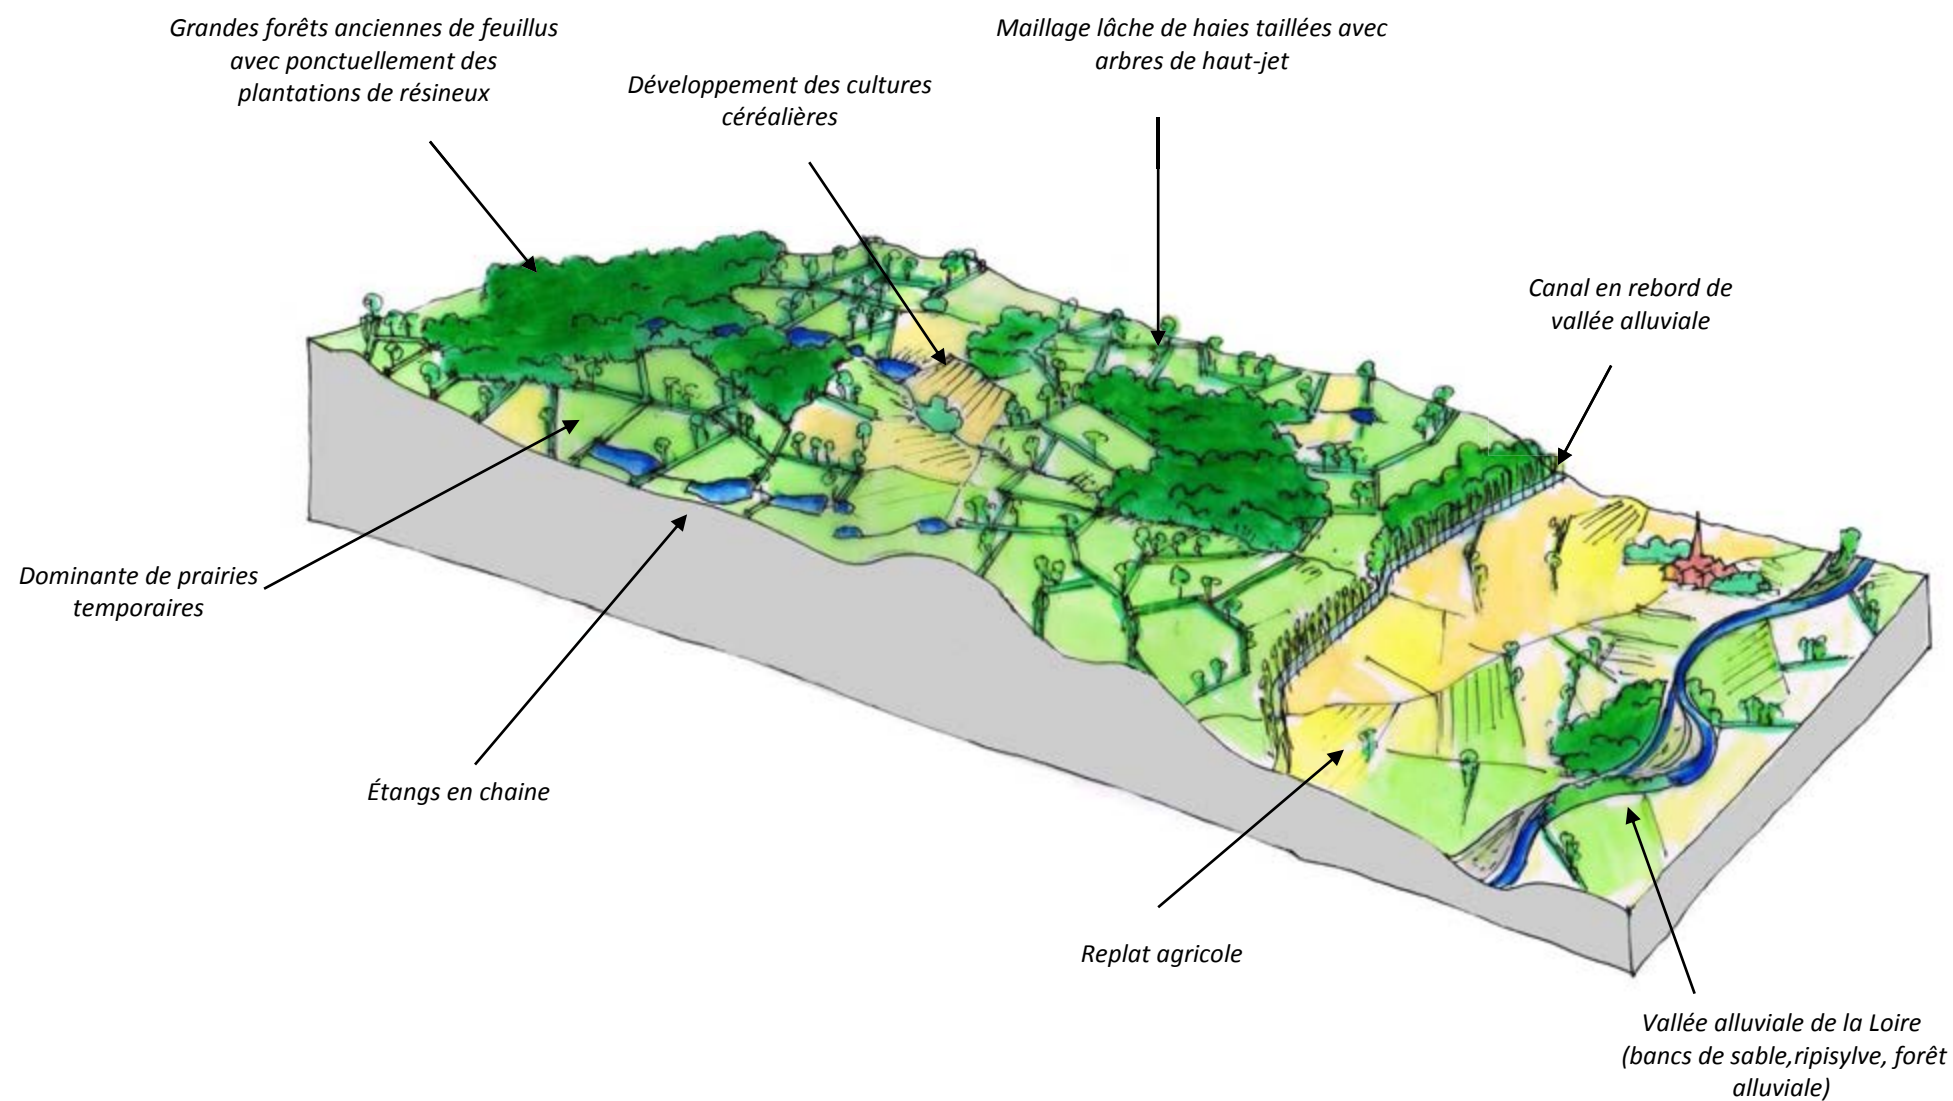 Grandes forêts anciennes de feuillus
avec ponctuellement des
plantations de résineux
Développement des cultures
céréalières
Maillage lâche de haies taillées avec
arbres de haut-jet
Canal en rebord de
vallée alluviale
Dominante de prairies
temporaires
Étangs en chaine
Replat agricole
Vallée alluviale de la Loire
(bancs de sable,ripisylve, forêt
alluviale)